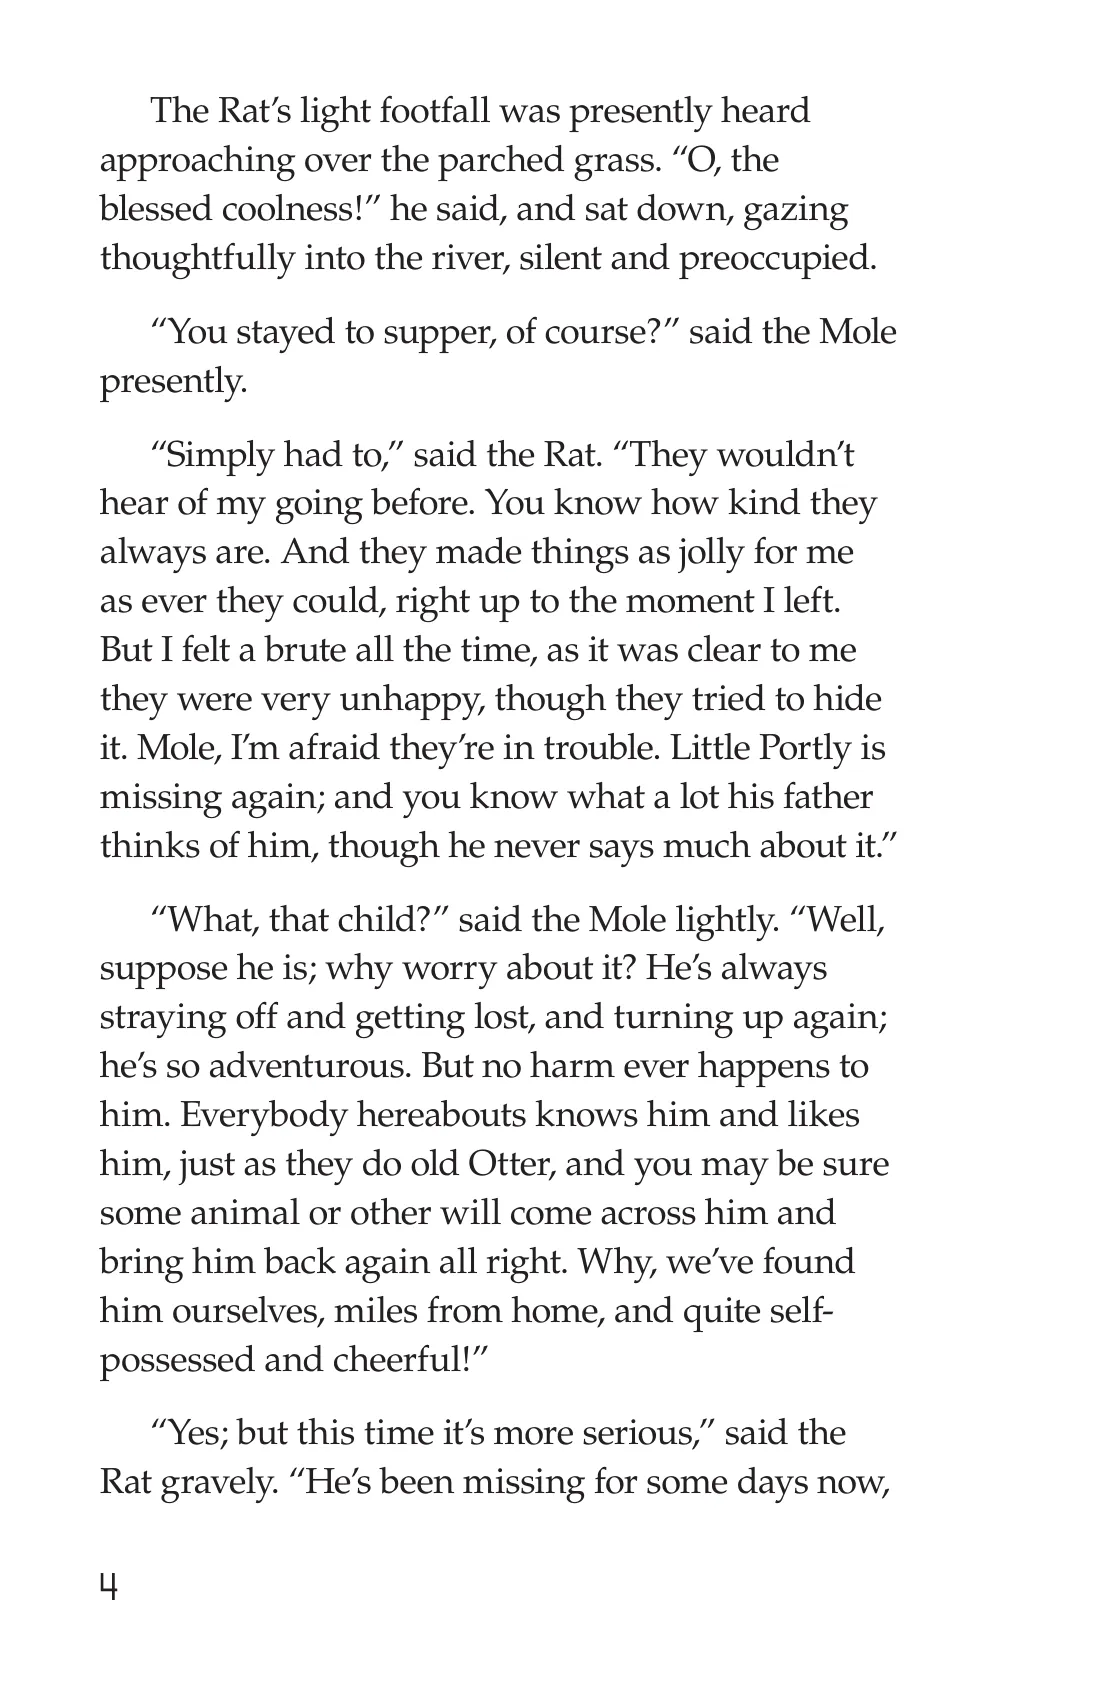 The Rat’s light footfall was presently heard
approaching over the parched grass. “O, the
blessed coolness!” he said, and sat down, gazing
thoughtfully into the river, silent and preoccupied.
“You stayed to supper, of course?” said the Mole
presently.
“Simply had to,” said the Rat. “They wouldn’t
hear of my going before. You know how kind they
always are. And they made things as jolly for me
as ever they could, right up to the moment I left.
But I felt a brute all the time, as it was clear to me
they were very unhappy, though they tried to hide
it. Mole, I’m afraid they’re in trouble. Little Portly is
missing again; and you know what a lot his father
thinks of him, though he never says much about it.”
“What, that child?” said the Mole lightly. “Well,
suppose he is; why worry about it? He’s always
straying off and getting lost, and turning up again;
he’s so adventurous. But no harm ever happens to
him. Everybody hereabouts knows him and likes
him, just as they do old Otter, and you may be sure
some animal or other will come across him and
bring him back again all right. Why, we’ve found
him ourselves, miles from home, and quite self-
possessed and cheerful!”
“Yes; but this time it’s more serious,” said the
Rat gravely. “He’s been missing for some days now,
4